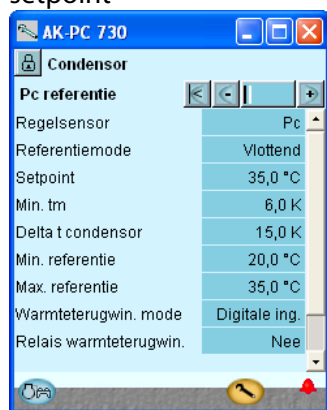 setpoint
AK-PC 730
Condensor
Pc referentie
Regelsensor Pc
Referentiemode Vlottend
Setpoint 35,0 °C
Min. tm 6,0 K
Delta t condensor 15,0 K
Min. referentie 20,0 °C
Max. referentie 35,0 °C
Warmteterugwin. mode Digitale ing.
Relais warmteterugwin. Nee